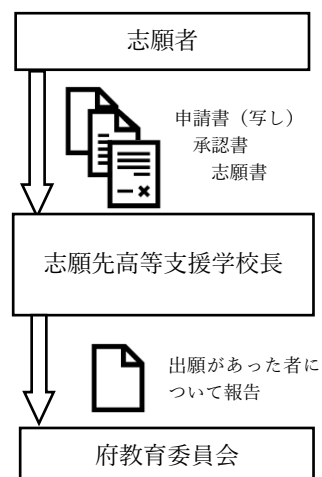 志願者
申請書（写し）
承認書
志願書
志願先高等支援学校長
出願があった者に
ついて報告
府教育委員会